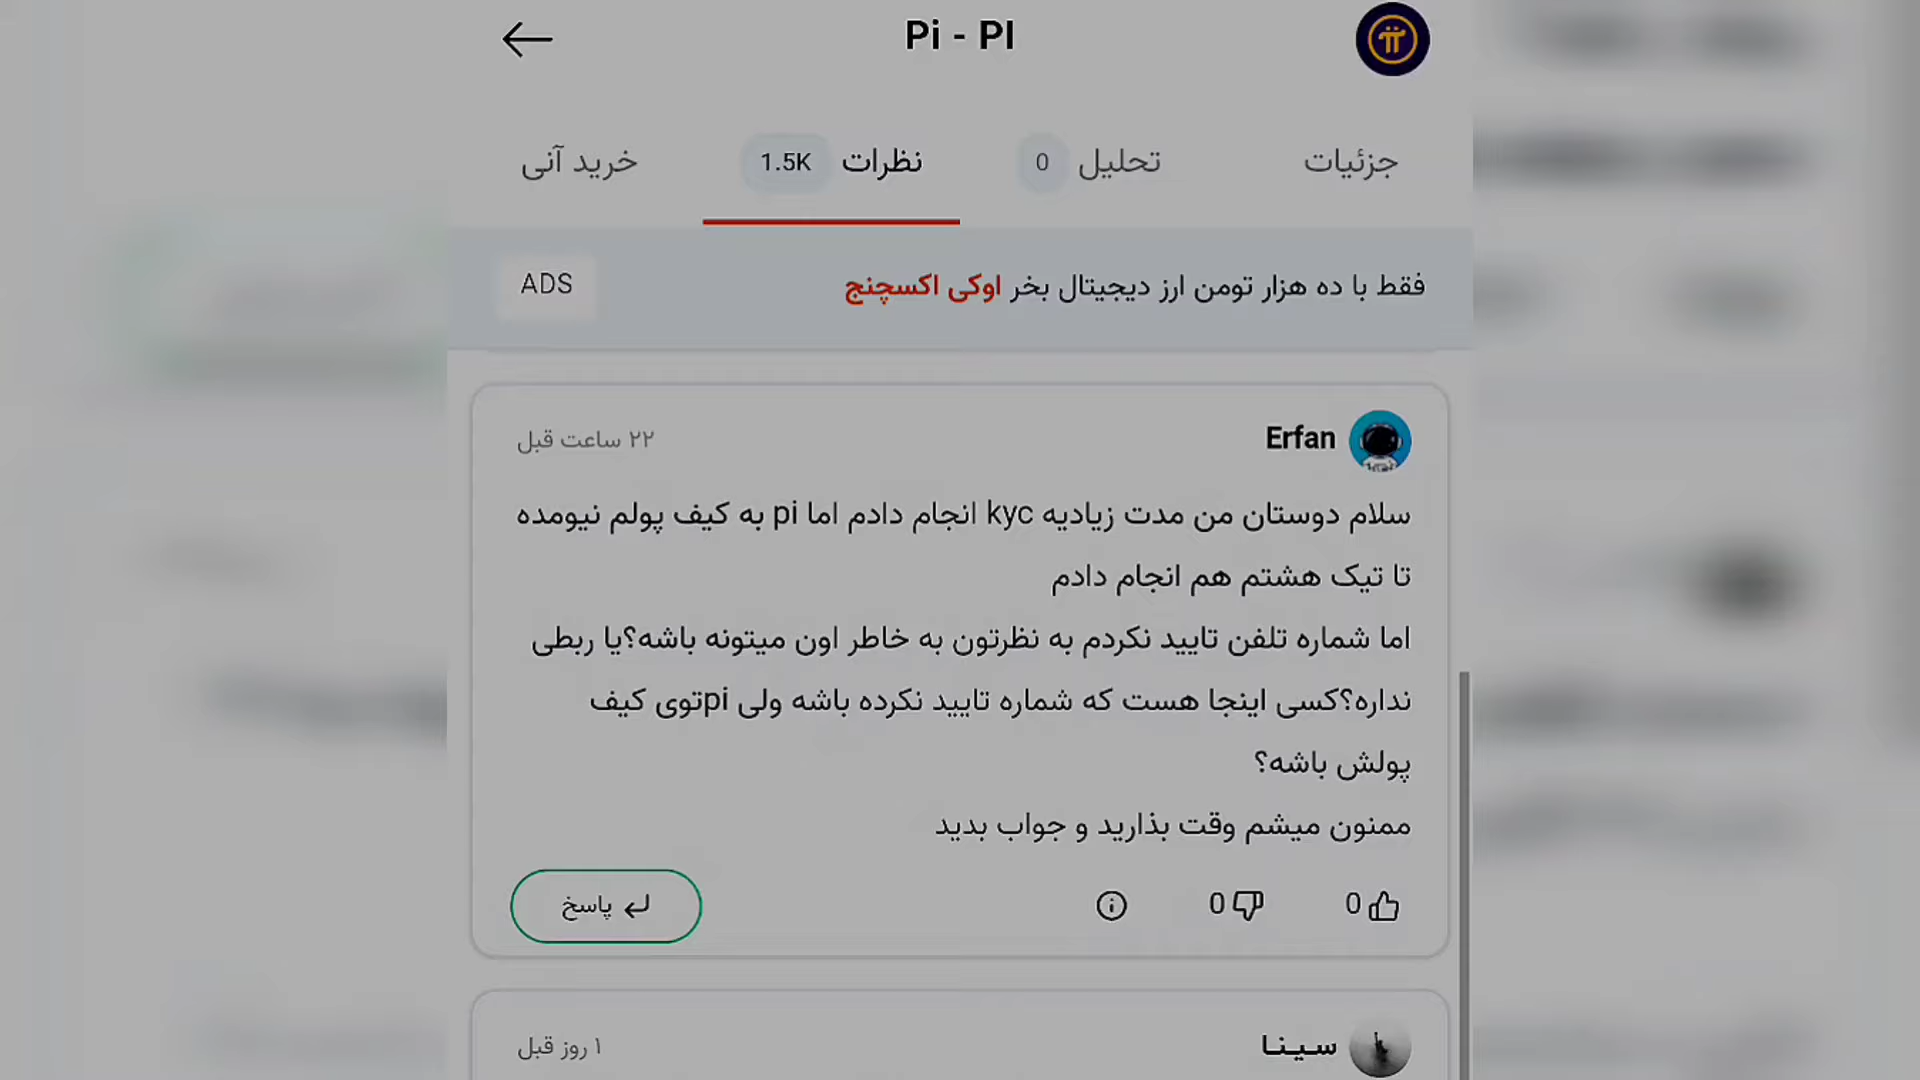 Pi - PI
جزئیات
تحلیل 0
نظرات 1.5K
خرید آنی
فقط با ده هزار تومن ارز دیجیتال بخر اوکی اکسچنج
ADS
Erfan
۲۲ ساعت قبل
سلام دوستان من مدت زیادیه kyc انجام دادم اما pi به کیف پولم نیومده
تا تیک هشتم هم انجام دادم
اما شماره تلفن تایید نکردم به نظرتون به خاطر اون میتونه باشه؟یا ربطی
نداره؟کسی اینجا هست که شماره تایید نکرده باشه ولی piتوی کیف
پولش باشه؟
ممنون میشم وقت بذارید و جواب بدید
0
0
پاسخ
سینا
۱ روز قبل